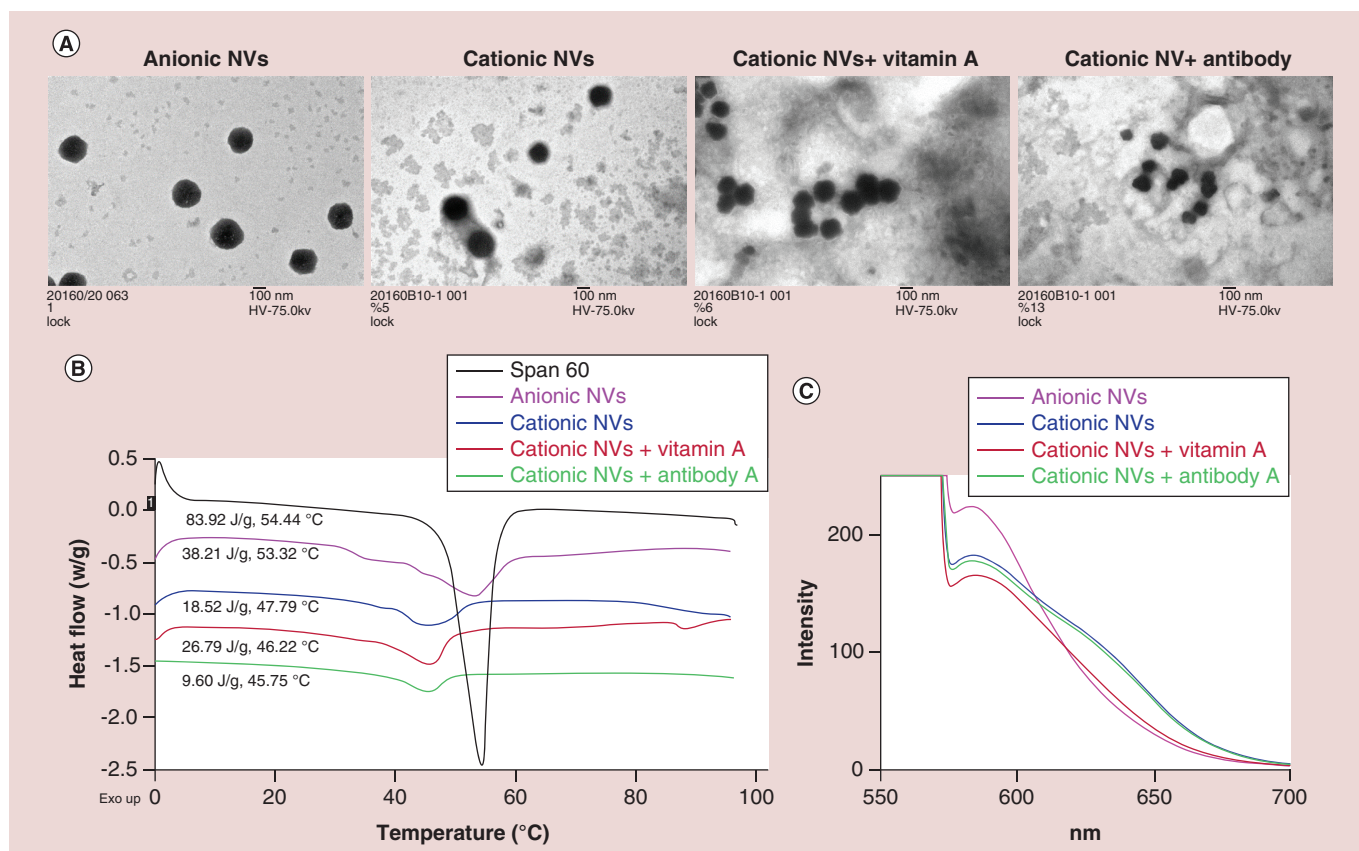 A
Anionic NVs
Cationic NVs
Cationic NVs+ vitamin A
Cationic NV+ antibody
20160/20 063
1
lock
100 nm
HV-75.0kv
20160B10-1 001
%5
lock
100 nm
HV-75.0kv
20160B10-1 001
%6
lock
100 nm
HV-75.0kv
20160B10-1 001
%13
lock
100 nm
HV-75.0kv
B
Span 60
Anionic NVs
Cationic NVs
Cationic NVs + vitamin A
Cationic NVs + antibody A
Heat flow (w/g)
0.5
0.0
-0.5
-1.0
-1.5
-2.0
-2.5
1
83.92 J/g, 54.44 °C
38.21 J/g, 53.32 °C
18.52 J/g, 47.79 °C
26.79 J/g, 46.22 °C
9.60 J/g, 45.75 °C
Exo up
0
20
40
60
80
100
Temperature (°C)
C
Anionic NVs
Cationic NVs
Cationic NVs + vitamin A
Cationic NVs + antibody A
Intensity
200
100
0
550
600
650
700
nm